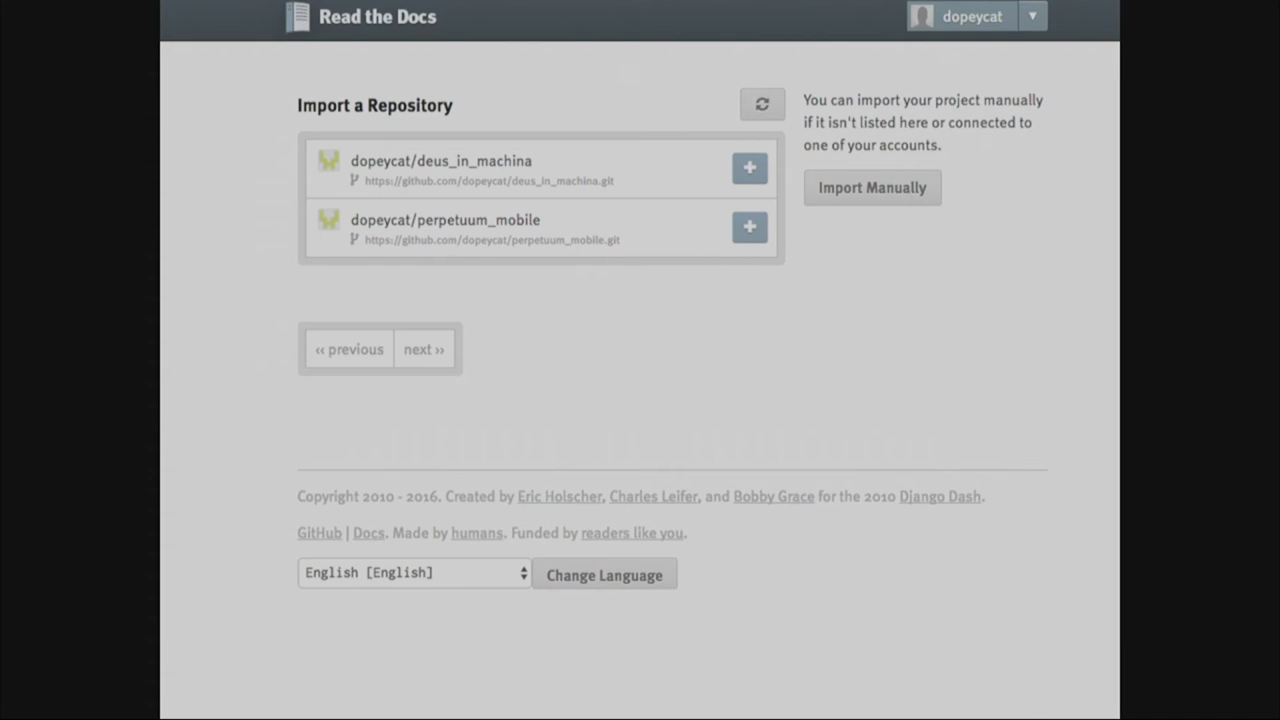 Read the Docs
dopeycat
Import a Repository
dopeycat/deus_in_machina
https://github.com/dopeycat/deus_in_machina.git
dopeycat/perpetuum_mobile
https://github.com/dopeycat/perpetuum_mobile.git
You can import your project manually
if it isn't listed here or connected to
one of your accounts.
Import Manually
‹‹ previous
next ››
Copyright 2010 - 2016. Created by Eric Holscher, Charles Leifer, and Bobby Grace for the 2010 Django Dash.
GitHub | Docs. Made by humans. Funded by readers like you.
English [English]
Change Language